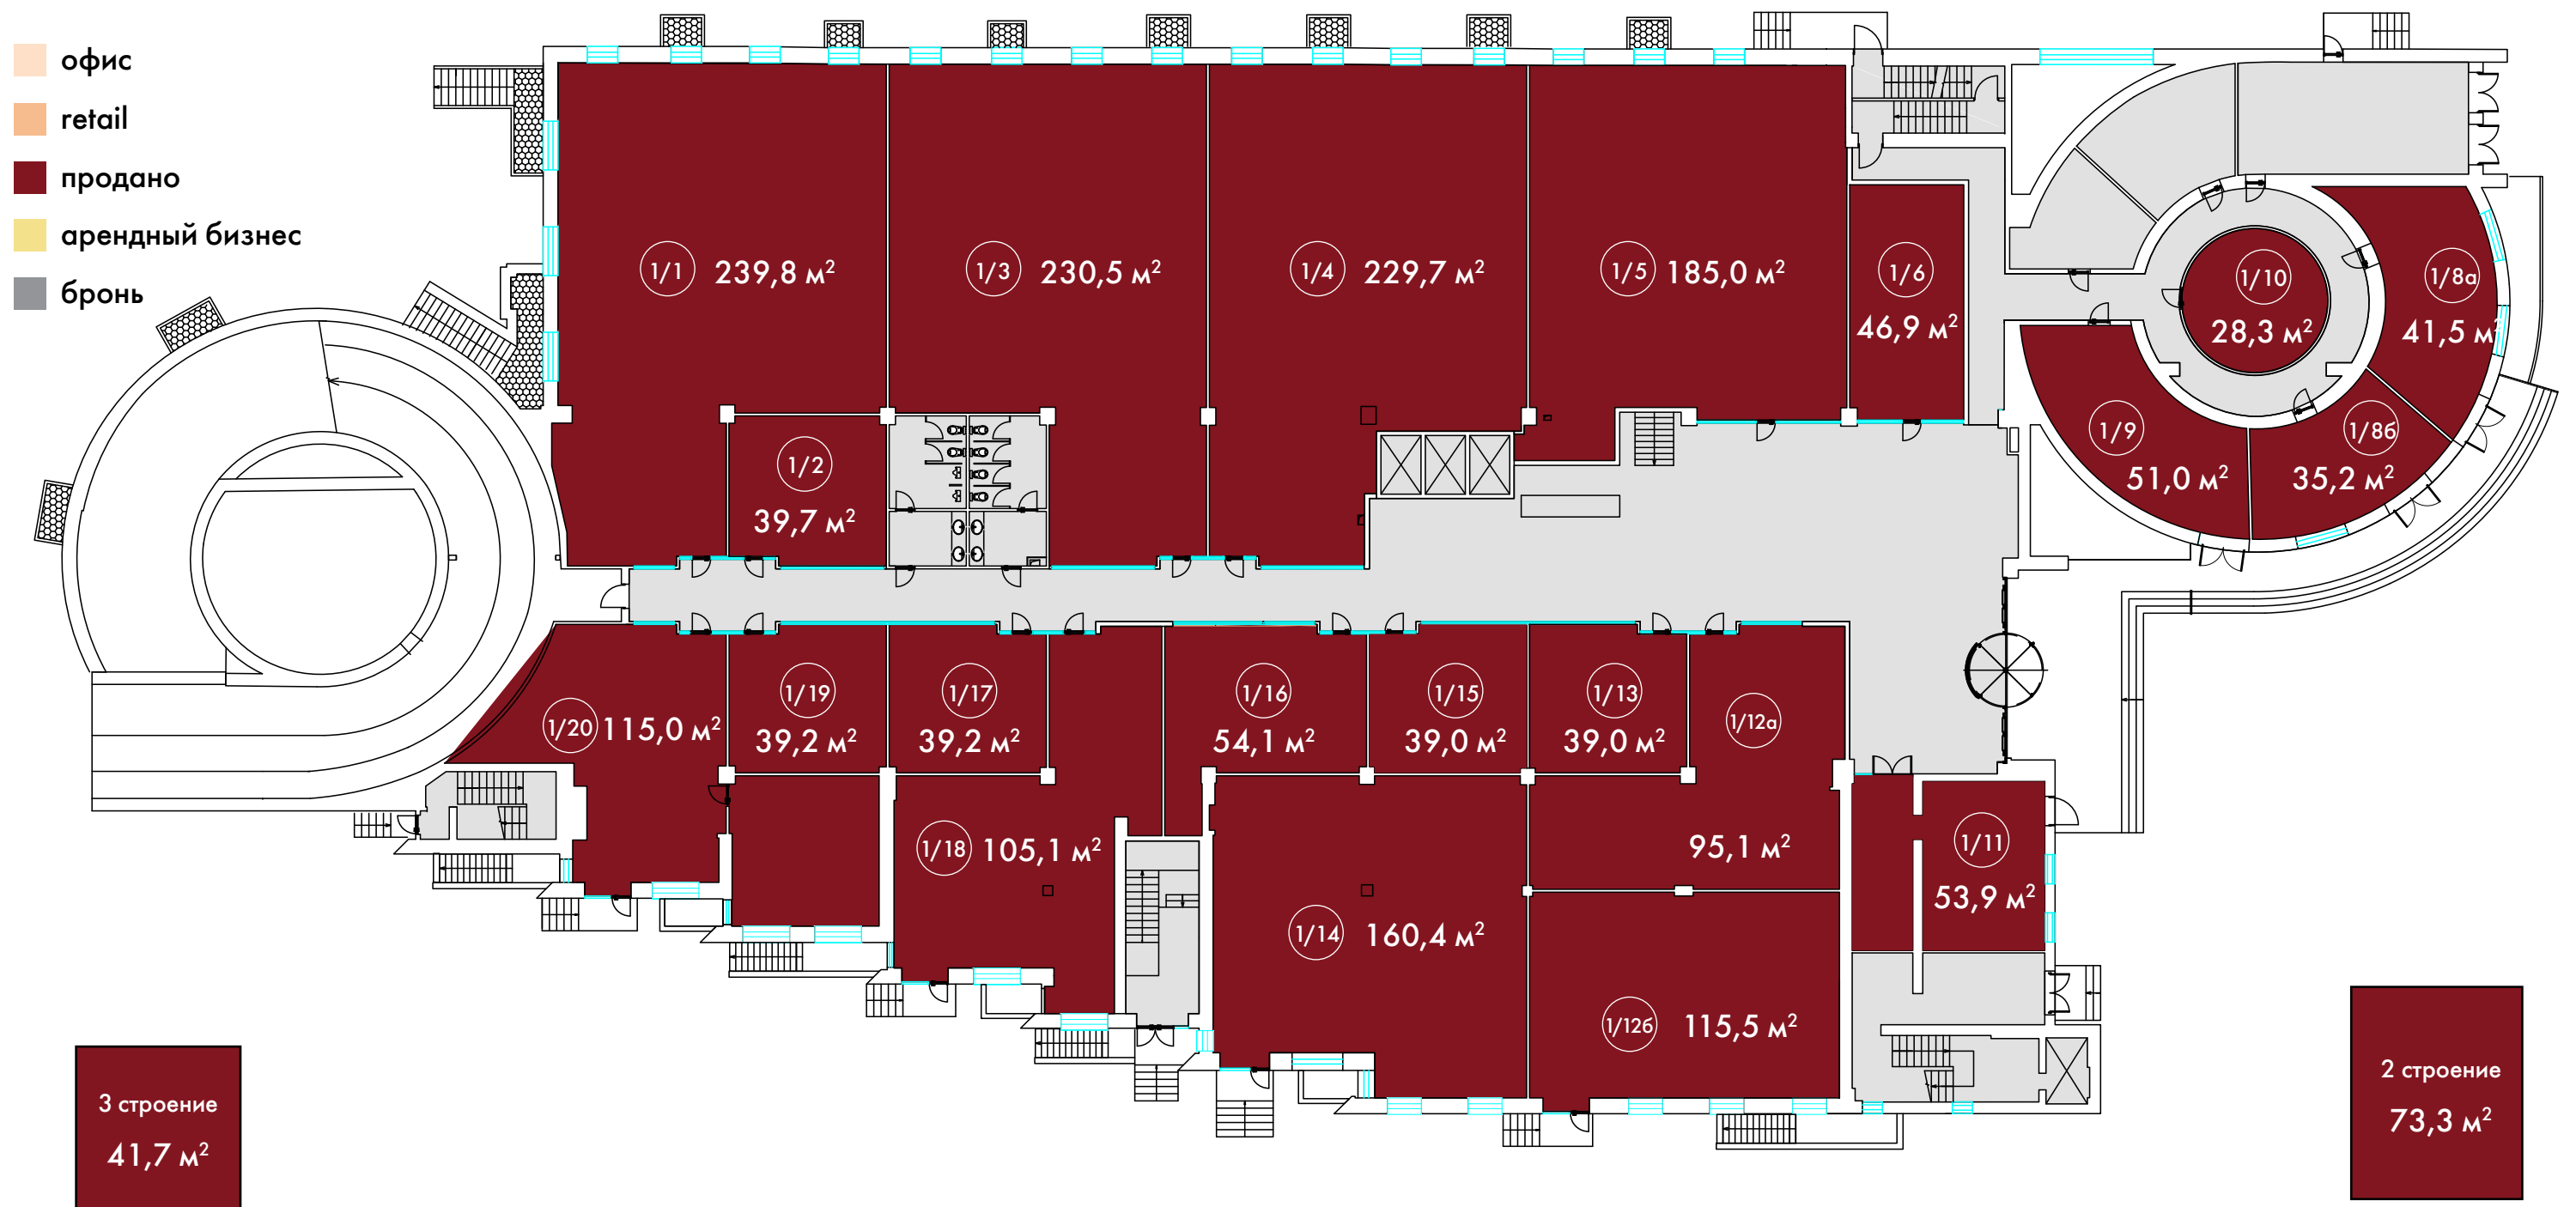 офис
retail
продано
арендный бизнес
бронь
1/1 239,8 м²
1/3 230,5 м²
1/4 229,7 м²
1/5 185,0 м²
1/6
46,9 м²
1/10
28,3 м²
1/8а
41,5 м²
1/2
39,7 м²
1/9
51,0 м²
1/8б
35,2 м²
1/20 115,0 м²
1/19
39,2 м²
1/17
39,2 м²
1/16
54,1 м²
1/15
39,0 м²
1/13
39,0 м²
1/12а
95,1 м²
1/18 105,1 м²
1/11
53,9 м²
1/14 160,4 м²
1/12б 115,5 м²
3 строение
41,7 м²
2 строение
73,3 м²